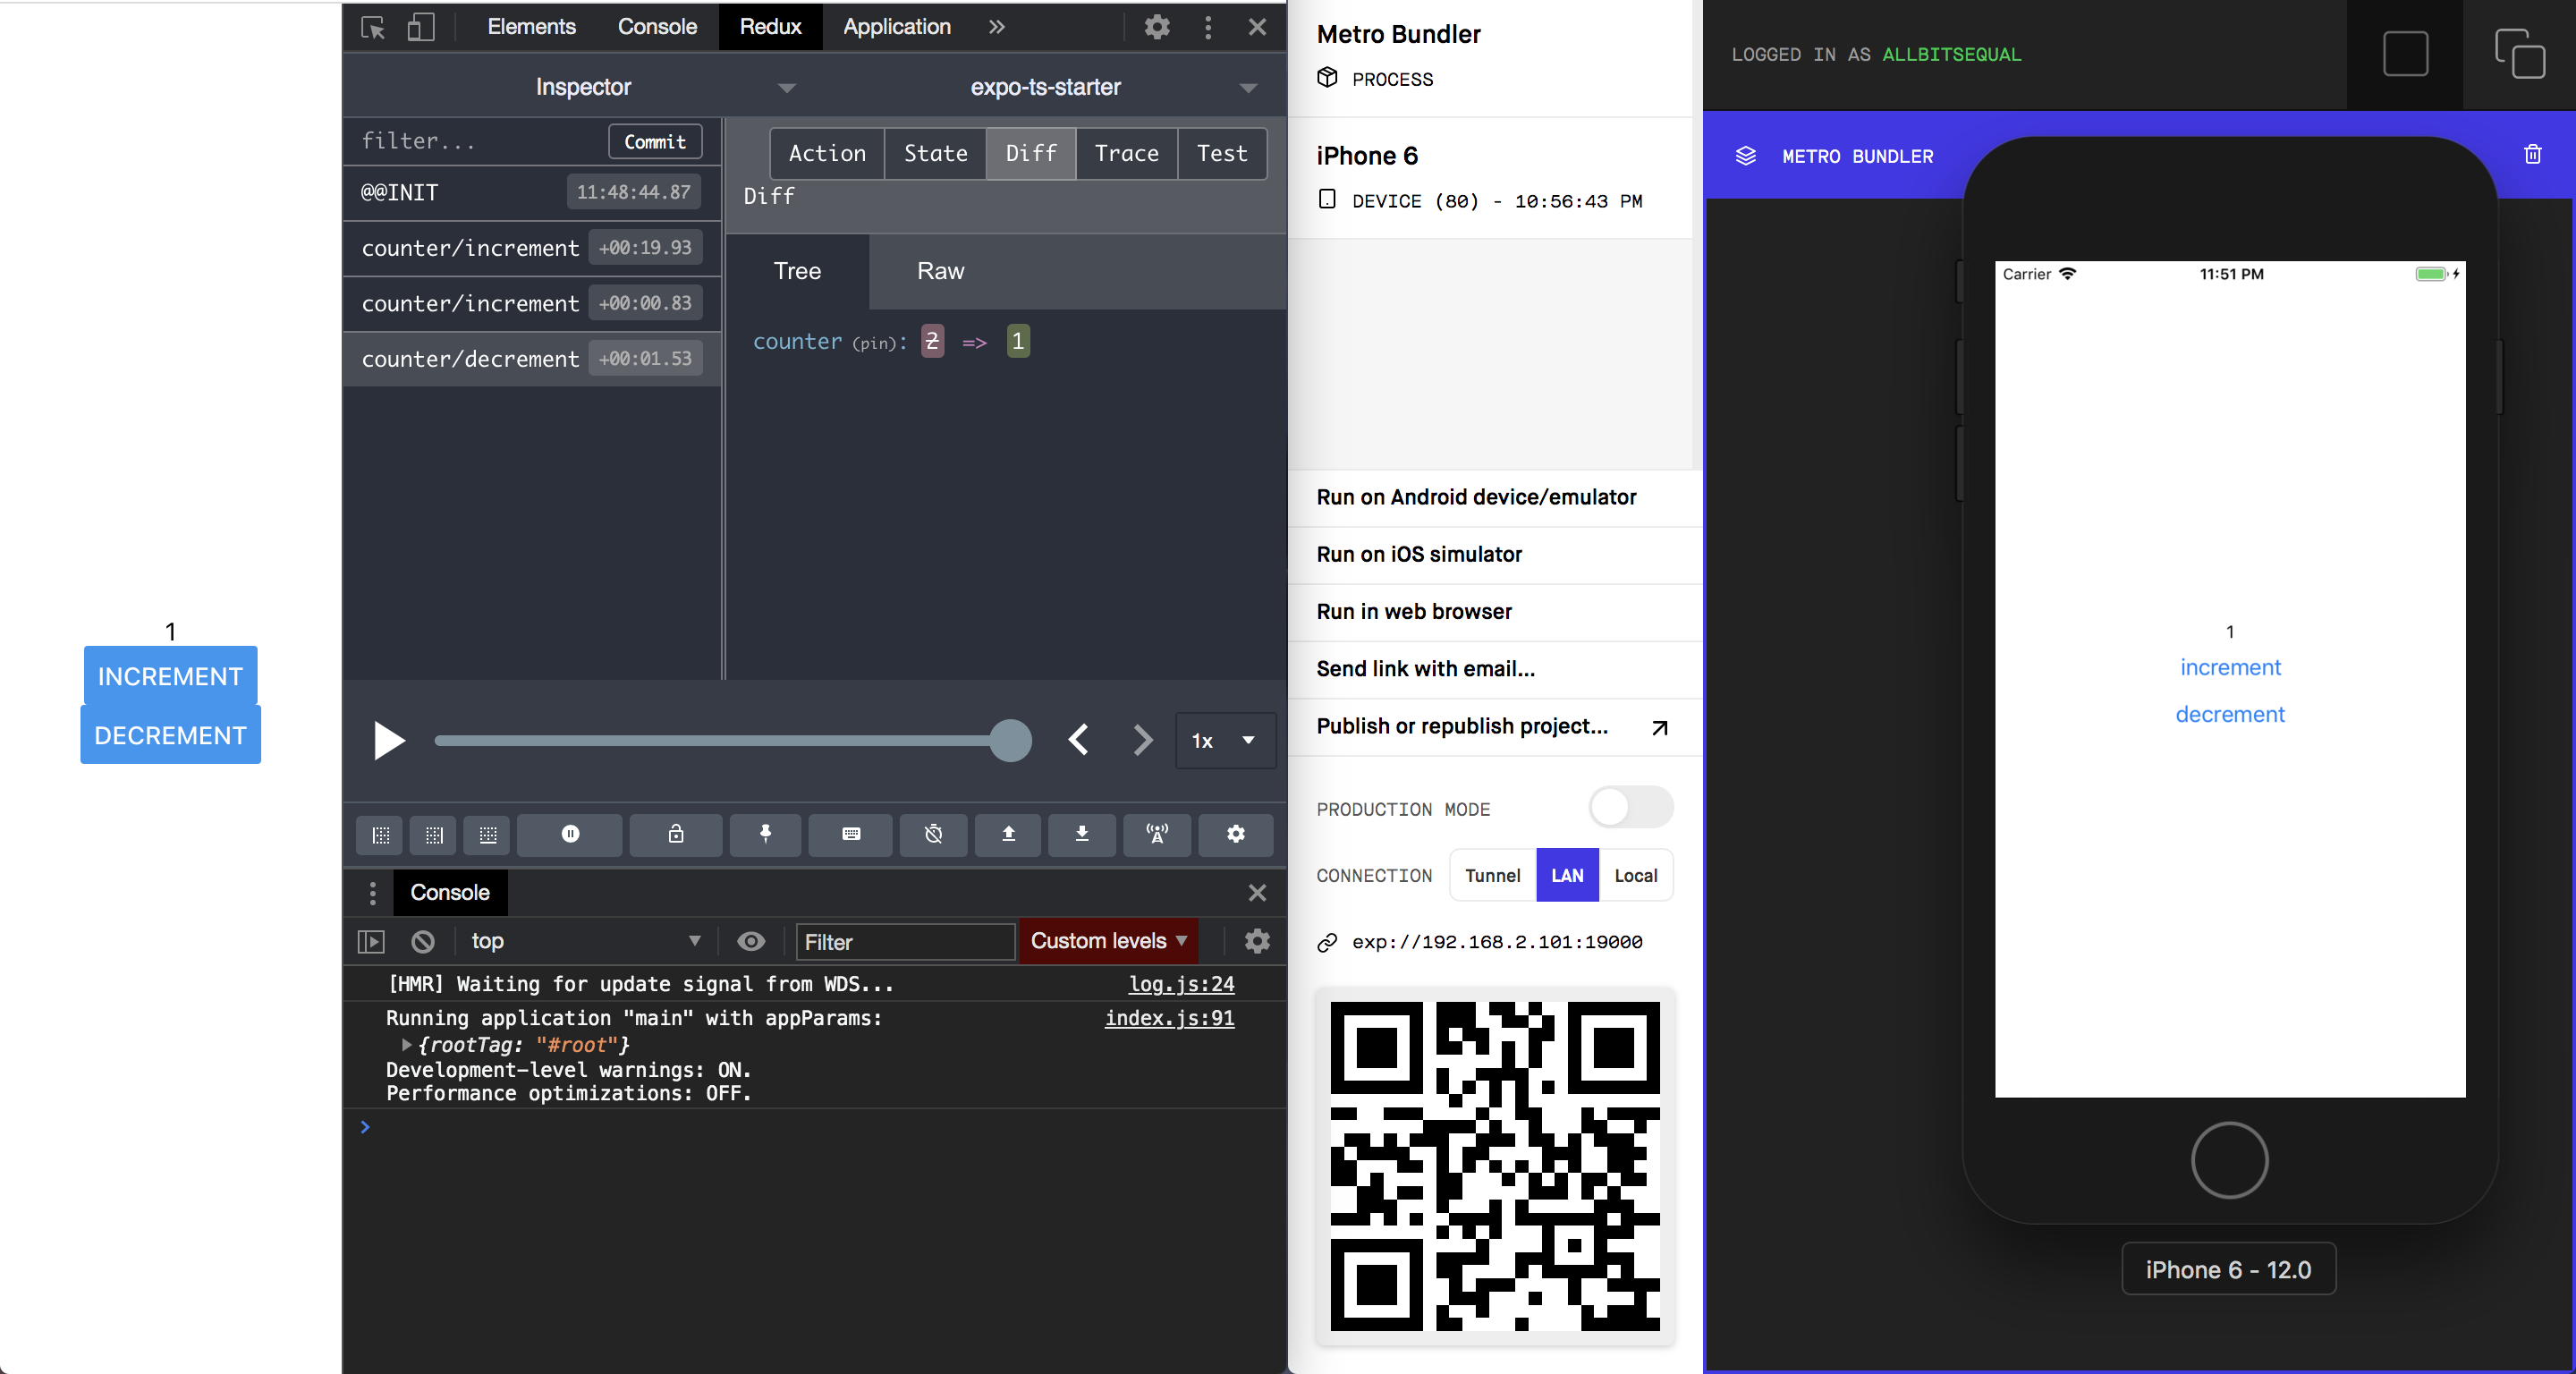 1
INCREMENT
DECREMENT
Elements Console Redux Application »
Inspector expo-ts-starter
filter... Commit
@@INIT 11:48:44.87
counter/increment +00:19.93
counter/increment +00:00.83
counter/decrement +00:01.53
Action State Diff Trace Test
Diff
Tree Raw
counter (pin): 2 => 1
1x
Console
top Filter Custom levels
[HMR] Waiting for update signal from WDS... log.js:24
Running application "main" with appParams: index.js:91
{rootTag: "#root"}
Development-level warnings: ON.
Performance optimizations: OFF.
Metro Bundler
PROCESS
iPhone 6
DEVICE (80) - 10:56:43 PM
Run on Android device/emulator
Run on iOS simulator
Run in web browser
Send link with email...
Publish or republish project...
PRODUCTION MODE
CONNECTION Tunnel LAN Local
exp://192.168.2.101:19000
LOGGED IN AS ALLBITSEQUAL
METRO BUNDLER
Carrier 11:51 PM
1
increment
decrement
iPhone 6 - 12.0